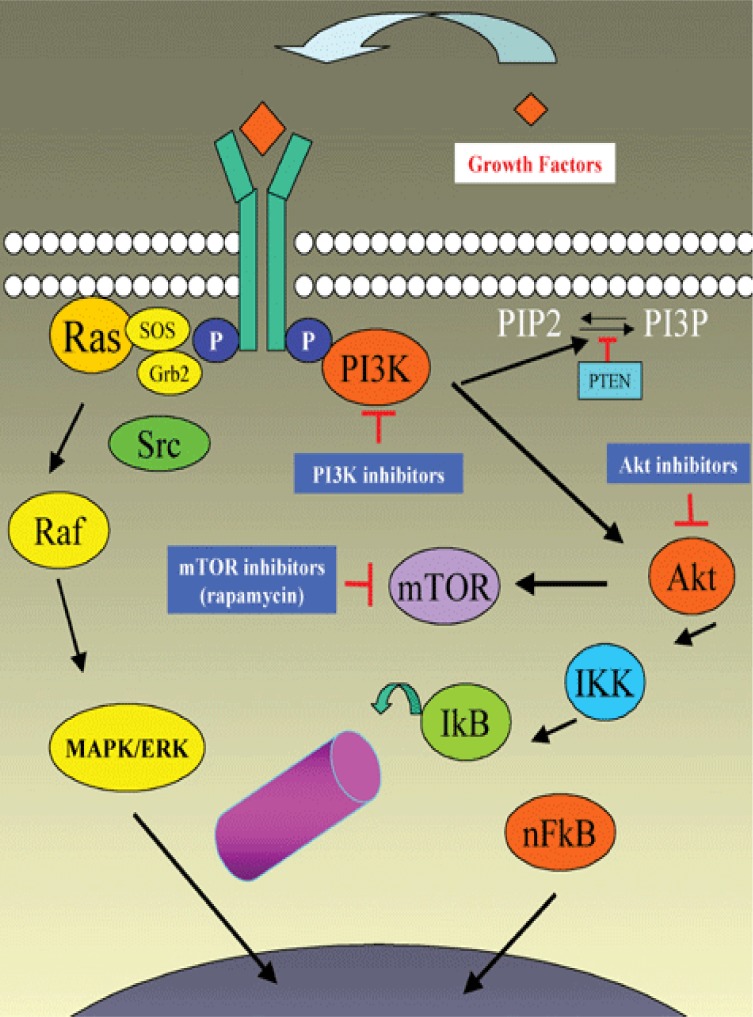 Growth Factors
Ras
SOS
Grb2
P
P
PI3K
PIP2
PI3P
PTEN
Src
PI3K inhibitors
Akt inhibitors
Raf
mTOR inhibitors
(rapamycin)
mTOR
Akt
IKK
IkB
MAPK/ERK
nFkB